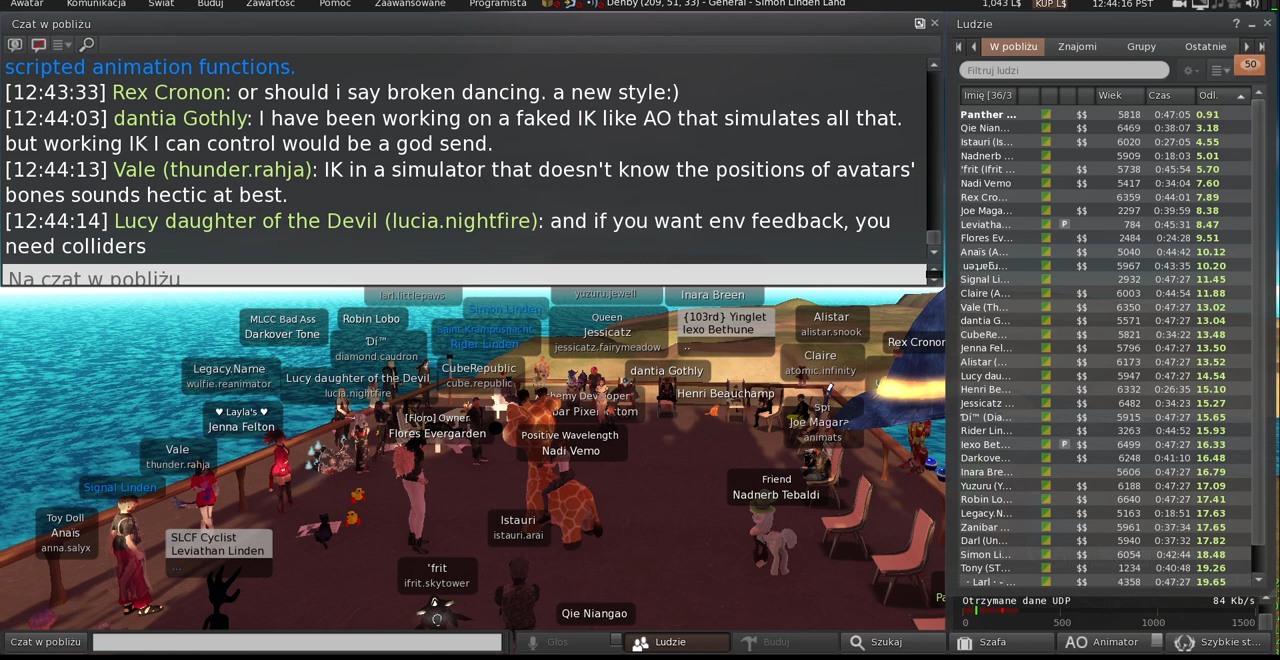 Awatar Komunikacja Świat Buduj Zawartość Pomoc Zaawansowane Programista Denby (209, 51, 33) - General - Simon Linden Land 1,043 L$ KUP L$ 12:44:16 PST
Czat w pobliżu
scripted animation functions.
[12:43:33] Rex Cronon: or should i say broken dancing. a new style:)
[12:44:03] dantia Gothly: I have been working on a faked IK like AO that simulates all that.
but working IK I can control would be a god send.
[12:44:13] Vale (thunder.rahja): IK in a simulator that doesn't know the positions of avatars'
bones sounds hectic at best.
[12:44:14] Lucy daughter of the Devil (lucia.nightfire): and if you want env feedback, you
need colliders
Na czat w pobliżu
larl.littlepaws
yuzuru.jewell
Inara Breen
Simon Linden
MLCC Bad Ass
Darkover Tone
Robin Lobo
Saint Krampusnacht
Rider Linden
Queen
Jessicatz
jessicatz.fairymeadow
{103rd} Yinglet
Iexo Bethune
..
Alistar
alistar.snook
Rex Cronon
Ɗí™
diamond.caudron
Claire
atomic.infinity
Legacy.Name
wulfie.reanimator
Lucy daughter of the Devil
lucia.nightfire
CubeRepublic
cube.republic
dantia Gothly
Henri Beauchamp
♥ Layla's ♥
Jenna Felton
[Floro] Owner
Flores Evergarden
Spi
Joe Magarac
animats
Positive Wavelength
Nadi Vemo
Vale
thunder.rahja
Signal Linden
Friend
Nadnerb Tebaldi
Toy Doll
Anaïs
anna.salyx
SLCF Cyclist
Leviathan Linden
...
Istauri
istauri.arai
'frit
ifrit.skytower
Qie Niangao
Czat w pobliżu
Głos
Ludzie
Buduj
Szukaj
Ludzie
W pobliżu Znajomi Grupy Ostatnie
Filtruj ludzi
50
Imię [36/3 Wiek Czas Odl.
Panther ... $$ 5818 0:47:05 0.91
Qie Nian... $$ 6469 0:38:07 3.18
Istauri (Is... $$ 6020 0:27:05 4.55
Nadnerb ... 5909 0:18:03 5.01
'frit (Ifrit ... $$ 5738 0:45:54 5.70
Nadi Vemo $$ 5417 0:34:04 7.60
Rex Cro... 6359 0:44:01 7.89
Joe Maga... $$ 2297 0:39:59 8.38
Leviatha... P 784 0:45:31 8.47
Flores Ev... $$ 2484 0:24:28 9.51
Anaïs (A... $$ 5040 0:44:42 10.12
$$ 5967 0:43:35 10.20
Signal Li... 2932 0:47:27 11.45
Claire (A... $$ 6003 0:44:54 11.88
Vale (Th... $$ 6350 0:47:27 13.02
dantia G... $$ 5571 0:47:27 13.04
CubeRe... $$ 5821 0:34:22 13.48
Jenna Fel... $$ 5796 0:47:27 13.50
Alistar (... $$ 6173 0:47:27 13.52
Lucy dau... $$ 5947 0:47:27 14.54
Henri Be... $$ 6332 0:26:35 15.10
Jessicatz ... $$ 6482 0:34:23 15.27
Ɗí™ (Dia... $$ 5915 0:47:27 15.65
Rider Lin... $$ 3263 0:44:52 15.93
Iexo Bet... P $$ 6499 0:47:27 16.33
Darkove... $$ 6248 0:41:10 16.48
Inara Bre... 5606 0:47:27 16.79
Yuzuru (Y... $$ 6188 0:47:27 17.09
Robin Lo... $$ 6640 0:47:27 17.41
Legacy.N... $$ 5163 0:18:51 17.63
Zanibar ... $$ 5961 0:37:34 17.65
Darl (Un... $$ 5940 0:37:32 17.82
Simon Li... $$ 6054 0:42:44 18.48
Tony (ST... $$ 1234 0:40:48 19.26
· Larl · - ... $$ 4358 0:47:27 19.65
Otrzymane dane UDP 84 Kb/s
0 500 1000 1500
Szafa
AO Animator
Szybkie st...